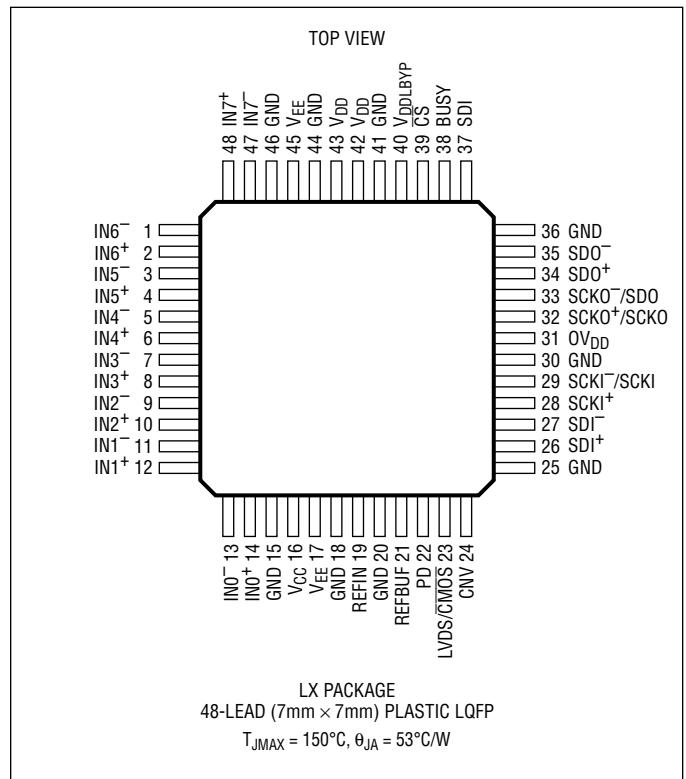 TOP VIEW
48 IN7⁺
47 IN7⁻
46 GND
45 VEE
44 GND
43 VDD
42 VDD
41 GND
40 VDDLBYP
39 C̅S̅
38 BUSY
37 SDI
IN6⁻ 1
IN6⁺ 2
IN5⁻ 3
IN5⁺ 4
IN4⁻ 5
IN4⁺ 6
IN3⁻ 7
IN3⁺ 8
IN2⁻ 9
IN2⁺ 10
IN1⁻ 11
IN1⁺ 12
36 GND
35 SDO⁻
34 SDO⁺
33 SCKO⁻/SDO
32 SCKO⁺/SCKO
31 OVDD
30 GND
29 SCKI⁻/SCKI
28 SCKI⁺
27 SDI⁻
26 SDI⁺
25 GND
IN0⁻ 13
IN0⁺ 14
GND 15
VCC 16
VEE 17
GND 18
REFIN 19
GND 20
REFBUF 21
PD 22
LVDS/C̅M̅O̅S̅ 23
CNV 24
LX PACKAGE
48-LEAD (7mm × 7mm) PLASTIC LQFP
TJMAX = 150°C, θJA = 53°C/W